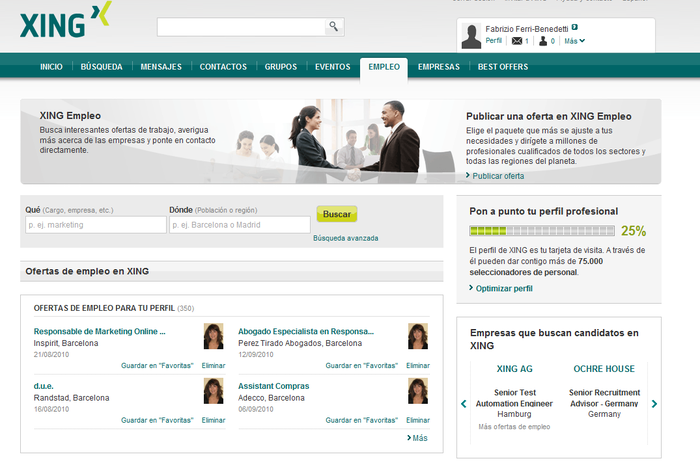 XING
Fabrizio Ferri-Benedetti
Perfil 1 0 Más
INICIO BÚSQUEDA MENSAJES CONTACTOS GRUPOS EVENTOS EMPLEO EMPRESAS BEST OFFERS
XING Empleo
Busca interesantes ofertas de trabajo, averigua
más acerca de las empresas y ponte en contacto
directamente.
Publicar una oferta en XING Empleo
Elige el paquete que más se ajuste a tus
necesidades y dirígete a millones de
profesionales cualificados de todos los sectores y
todas las regiones del planeta.
Publicar oferta
Qué (Cargo, empresa, etc.) Dónde (Población o región)
p. ej. marketing p. ej. Barcelona o Madrid Buscar
Búsqueda avanzada
Pon a punto tu perfil profesional
25%
El perfil de XING es tu tarjeta de visita. A través de
él pueden dar contigo más de 75.000
seleccionadores de personal.
Optimizar perfil
Ofertas de empleo en XING
OFERTAS DE EMPLEO PARA TU PERFIL (350)
Responsable de Marketing Online ...
Inspirit, Barcelona
21/08/2010
Guardar en "Favoritas" Eliminar
Abogado Especialista en Responsa...
Perez Tirado Abogados, Barcelona
12/09/2010
Guardar en "Favoritas" Eliminar
d.u.e.
Randstad, Barcelona
16/08/2010
Guardar en "Favoritas" Eliminar
Assistant Compras
Adecco, Barcelona
06/09/2010
Guardar en "Favoritas" Eliminar
Más
Empresas que buscan candidatos en
XING
XING AG
Senior Test
Automation Engineer
Hamburg
Más ofertas de empleo
OCHRE HOUSE
Senior Recruitment
Advisor - Germany
Germany